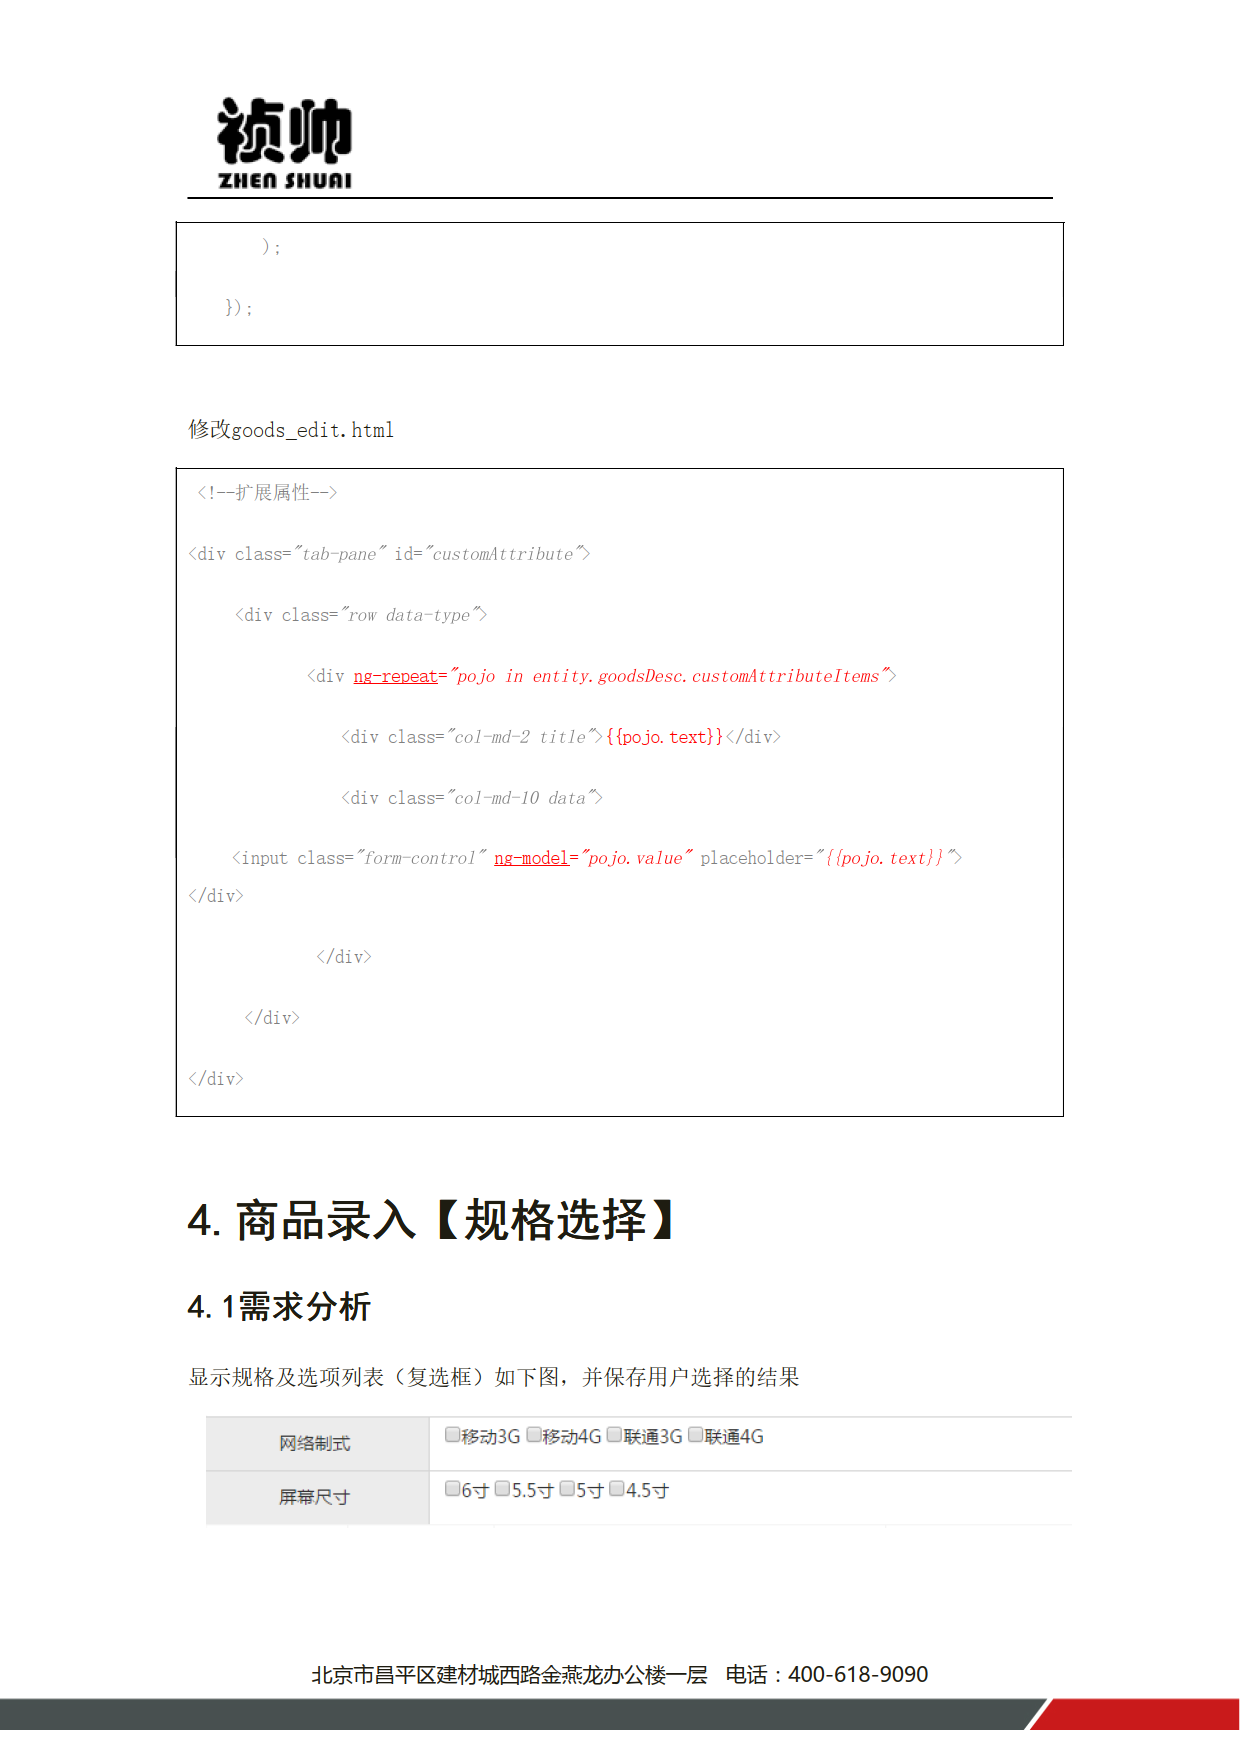 祯帅
ZHEN SHUAI
);
});
修改goods_edit.html
<!--扩展属性-->
<div class="tab-pane" id="customAttribute">
<div class="row data-type">
<div ng-repeat="pojo in entity.goodsDesc.customAttributeItems">
<div class="col-md-2 title">{{pojo.text}}</div>
<div class="col-md-10 data">
<input class="form-control" ng-model="pojo.value" placeholder="{{pojo.text}}">
</div>
</div>
</div>
</div>
4.商品录入【规格选择】
4.1需求分析
显示规格及选项列表（复选框）如下图，并保存用户选择的结果
网络制式 移动3G 移动4G 联通3G 联通4G
屏幕尺寸 6寸 5.5寸 5寸 4.5寸
北京市昌平区建材城西路金燕龙办公楼一层 电话：400-618-9090